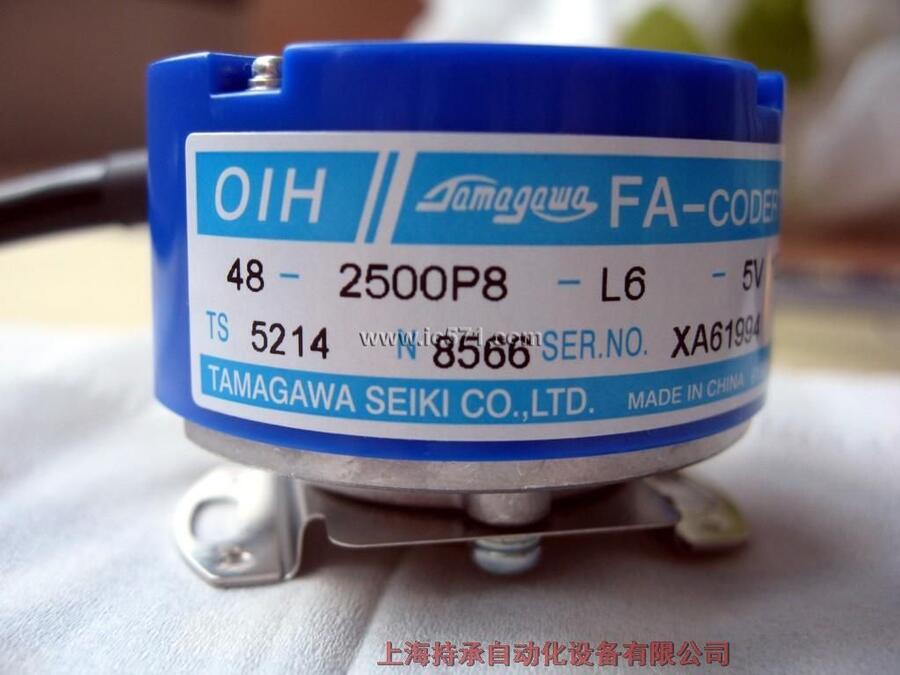 OIH Tamagawa FA-CODER
48 - 2500P8 - L6 - 5V
TS 5214 N 8566 SER.NO. XA61994
www.ic571.com
TAMAGAWA SEIKI CO.,LTD. MADE IN CHINA
上海持承自动化设备有限公司